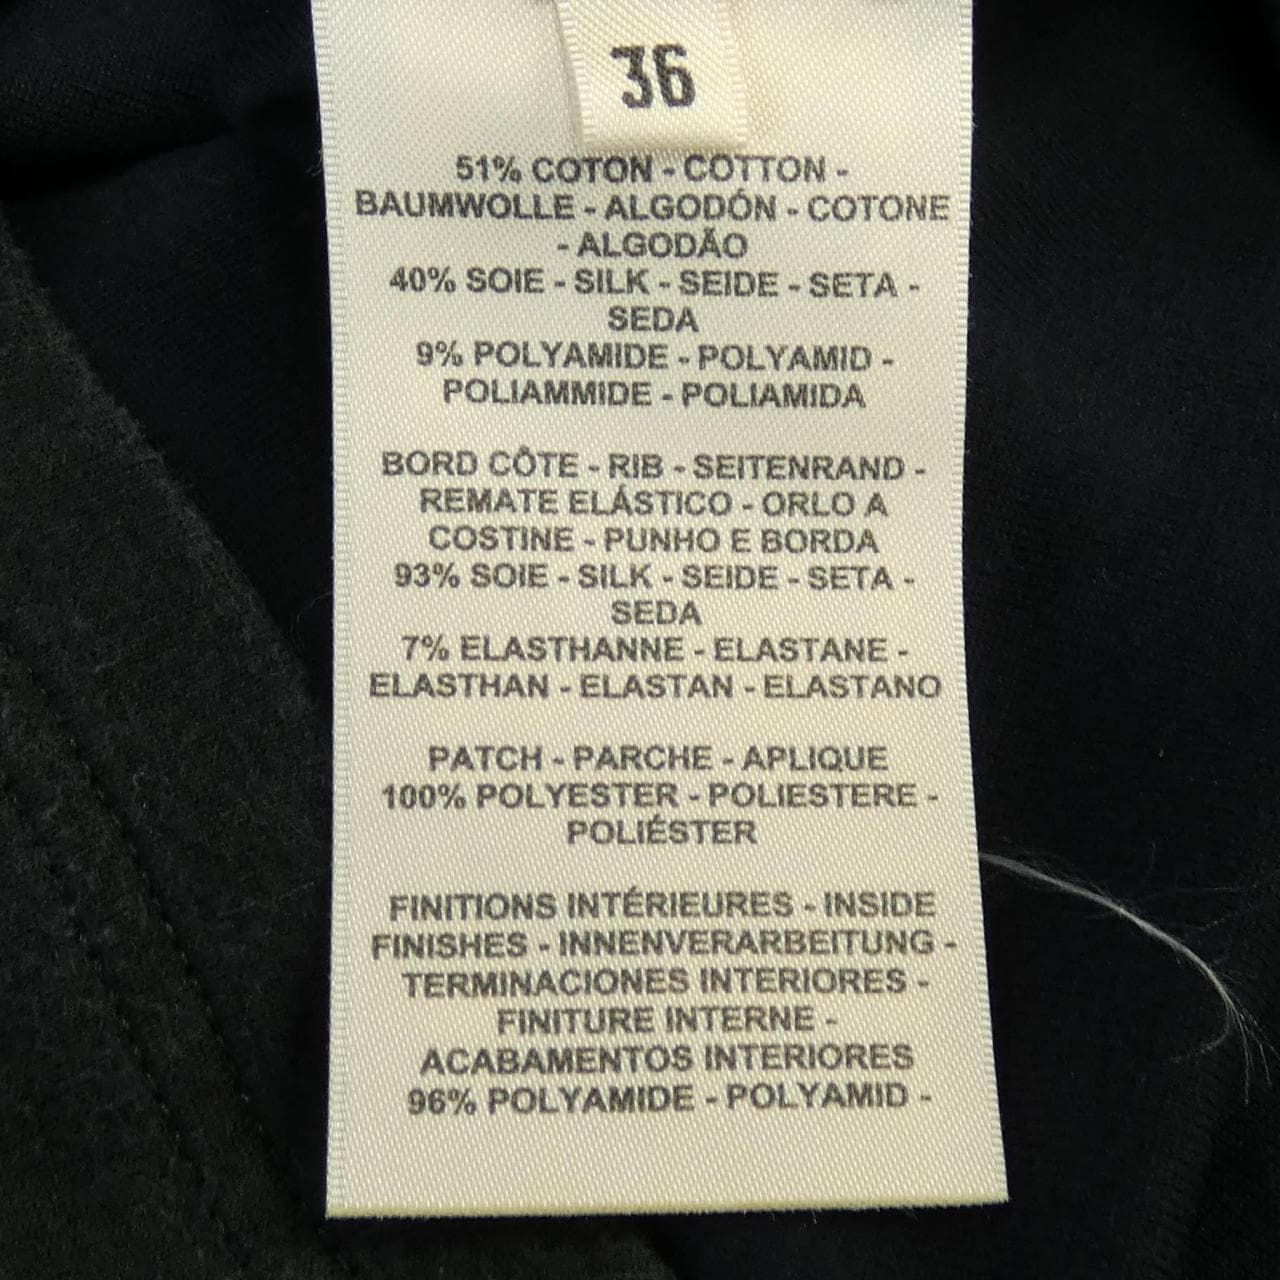 36
51% COTON - COTTON -
BAUMWOLLE - ALGODÓN - COTONE
- ALGODÃO
40% SOIE - SILK - SEIDE - SETA -
SEDA
9% POLYAMIDE - POLYAMID -
POLIAMMIDE - POLIAMIDA
BORD CÔTE - RIB - SEITENRAND -
REMATE ELÁSTICO - ORLO A
COSTINE - PUNHO E BORDA
93% SOIE - SILK - SEIDE - SETA -
SEDA
7% ELASTHANNE - ELASTANE -
ELASTHAN - ELASTAN - ELASTANO
PATCH - PARCHE - APLIQUE
100% POLYESTER - POLIESTERE -
POLIÉSTER
FINITIONS INTÉRIEURES - INSIDE
FINISHES - INNENVERARBEITUNG -
TERMINACIONES INTERIORES -
FINITURE INTERNE -
ACABAMENTOS INTERIORES
96% POLYAMIDE - POLYAMID -